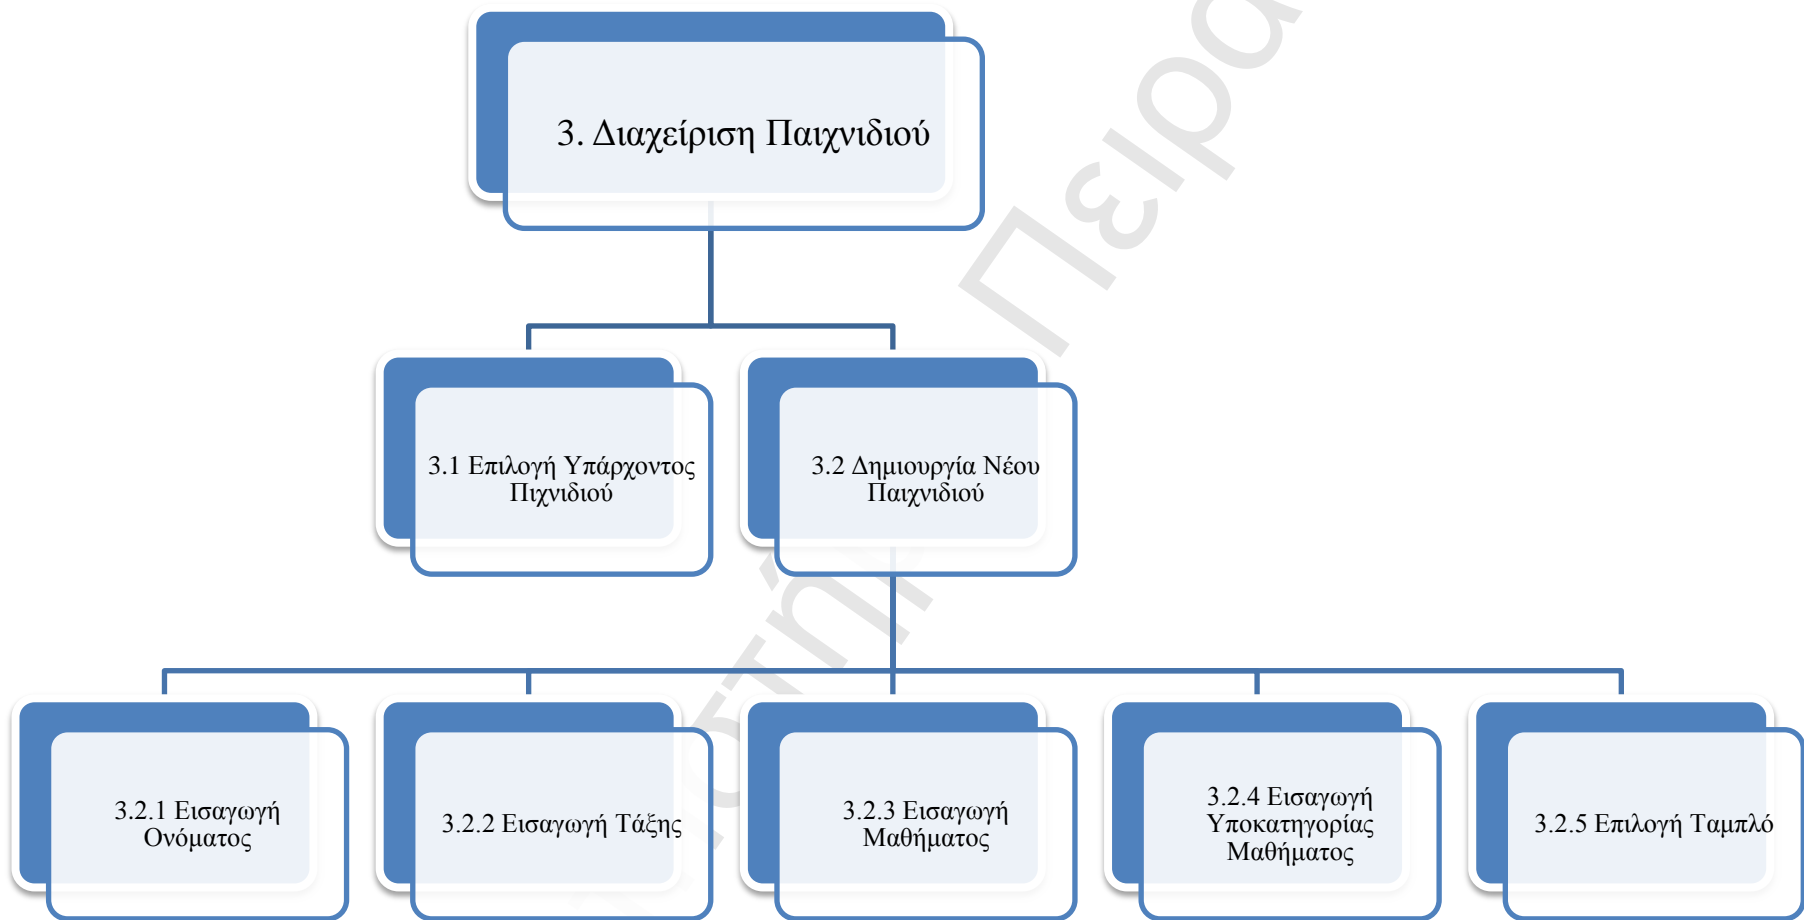 3. Διαχείριση Παιχνιδιού
3.1 Επιλογή Υπάρχοντος
Πιχνιδιού
3.2 Δημιουργία Νέου
Παιχνιδιού
3.2.1 Εισαγωγή
Ονόματος
3.2.2 Εισαγωγή Τάξης
3.2.3 Εισαγωγή
Μαθήματος
3.2.4 Εισαγωγή
Υποκατηγορίας
Μαθήματος
3.2.5 Επιλογή Ταμπλό